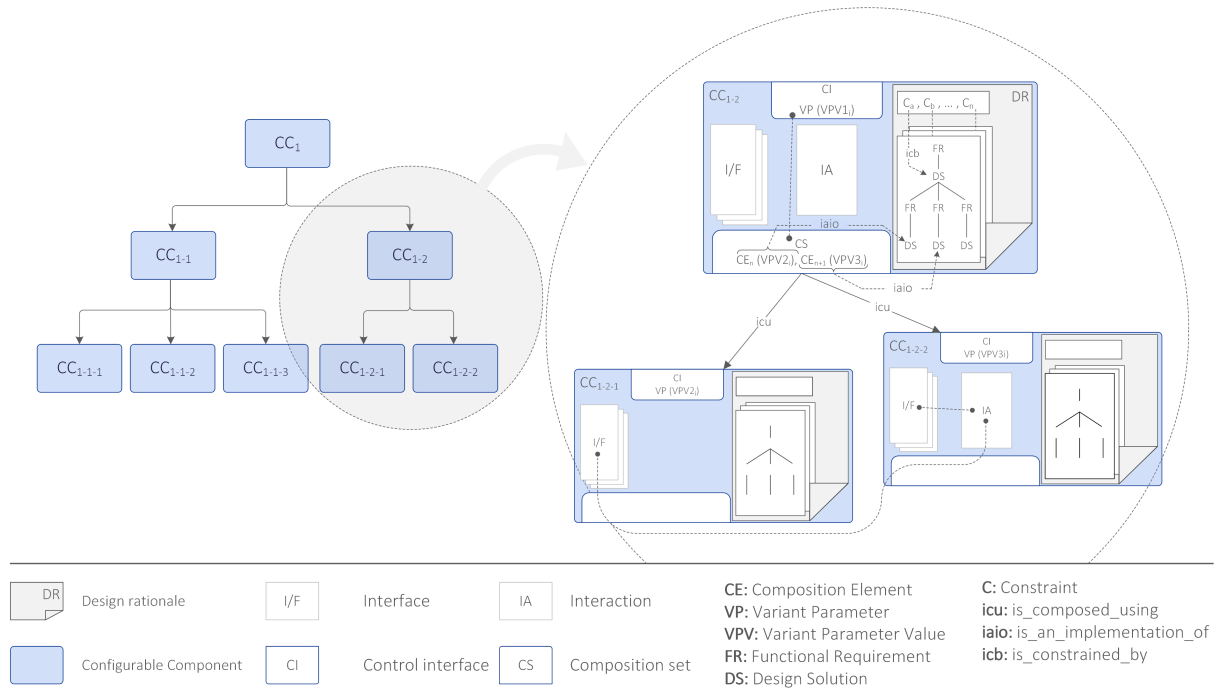 CC1
CC1-1
CC1-2
CC1-1-1
CC1-1-2
CC1-1-3
CC1-2-1
CC1-2-2
CC1-2
CI
VP (VPV1i)
DR
Ca , Cb , ... , Cn
I/F
IA
icb
FR
DS
FR FR FR
DS DS DS
iaio
CS
CEn (VPV2i), CEn+1 (VPV3i)
iaio
icu
icu
CC1-2-1
CI
VP (VPV2i)
I/F
CC1-2-2
CI
VP (VPV3i)
I/F
IA
DR
Design rationale
I/F
Interface
IA
Interaction
Configurable Component
CI
Control interface
CS
Composition set
CE: Composition Element
VP: Variant Parameter
VPV: Variant Parameter Value
FR: Functional Requirement
DS: Design Solution
C: Constraint
icu: is_composed_using
iaio: is_an_implementation_of
icb: is_constrained_by